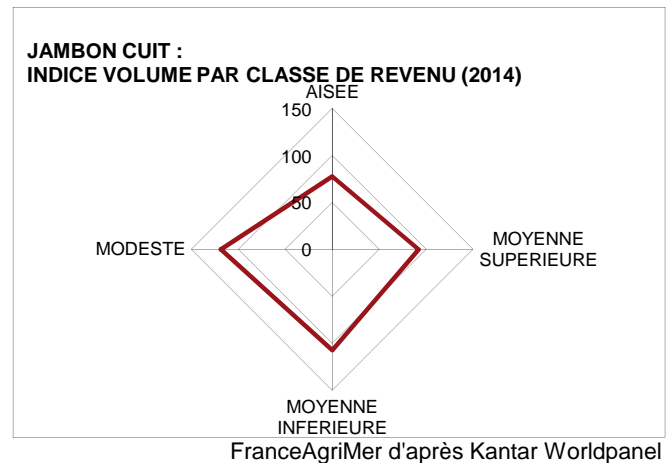 JAMBON CUIT :
INDICE VOLUME PAR CLASSE DE REVENU (2014)
AISEE
150
100
50
0
MODESTE
MOYENNE
SUPERIEURE
MOYENNE
INFERIEURE
FranceAgriMer d'après Kantar Worldpanel